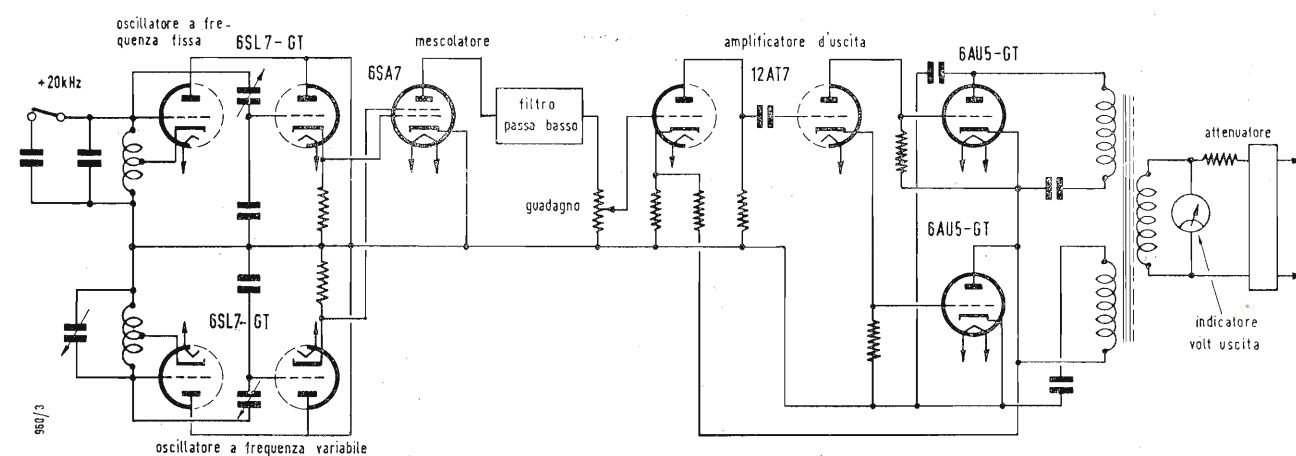 oscillatore a fre-
quenza fissa
6SL7-GT
mescolatore
amplificatore d'uscita
6AU5-GT
+20kHz
6SA7
12AT7
filtro
passa basso
attenuatore
guadagno
6AU5-GT
6SL7-GT
indicatore
volt uscita
960/3
oscillatore a frequenza variabile